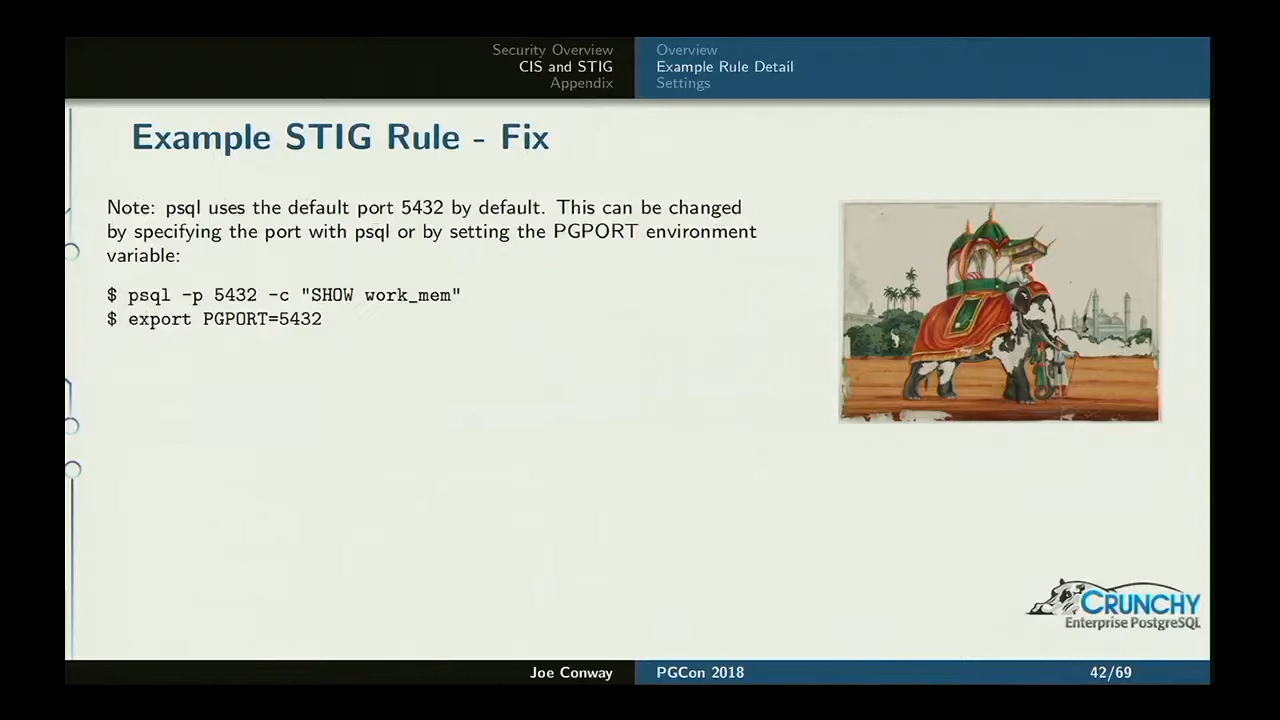 Security Overview
CIS and STIG
Appendix
Overview
Example Rule Detail
Settings
Example STIG Rule - Fix
Note: psql uses the default port 5432 by default. This can be changed
by specifying the port with psql or by setting the PGPORT environment
variable:
$ psql -p 5432 -c "SHOW work_mem"
$ export PGPORT=5432
CRUNCHY
Enterprise PostgreSQL
Joe Conway
PGCon 2018
42/69